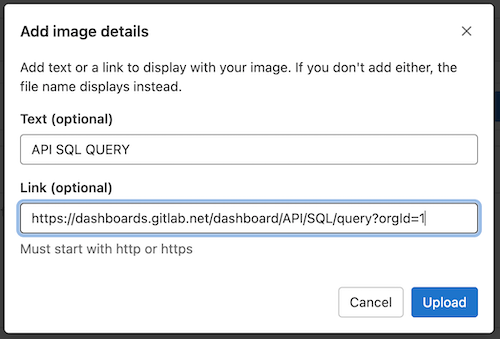 Add image details
Add text or a link to display with your image. If you don't add either, the
file name displays instead.
Text (optional)
API SQL QUERY
Link (optional)
https://dashboards.gitlab.net/dashboard/API/SQL/query?orgId=1
Must start with http or https
Cancel Upload